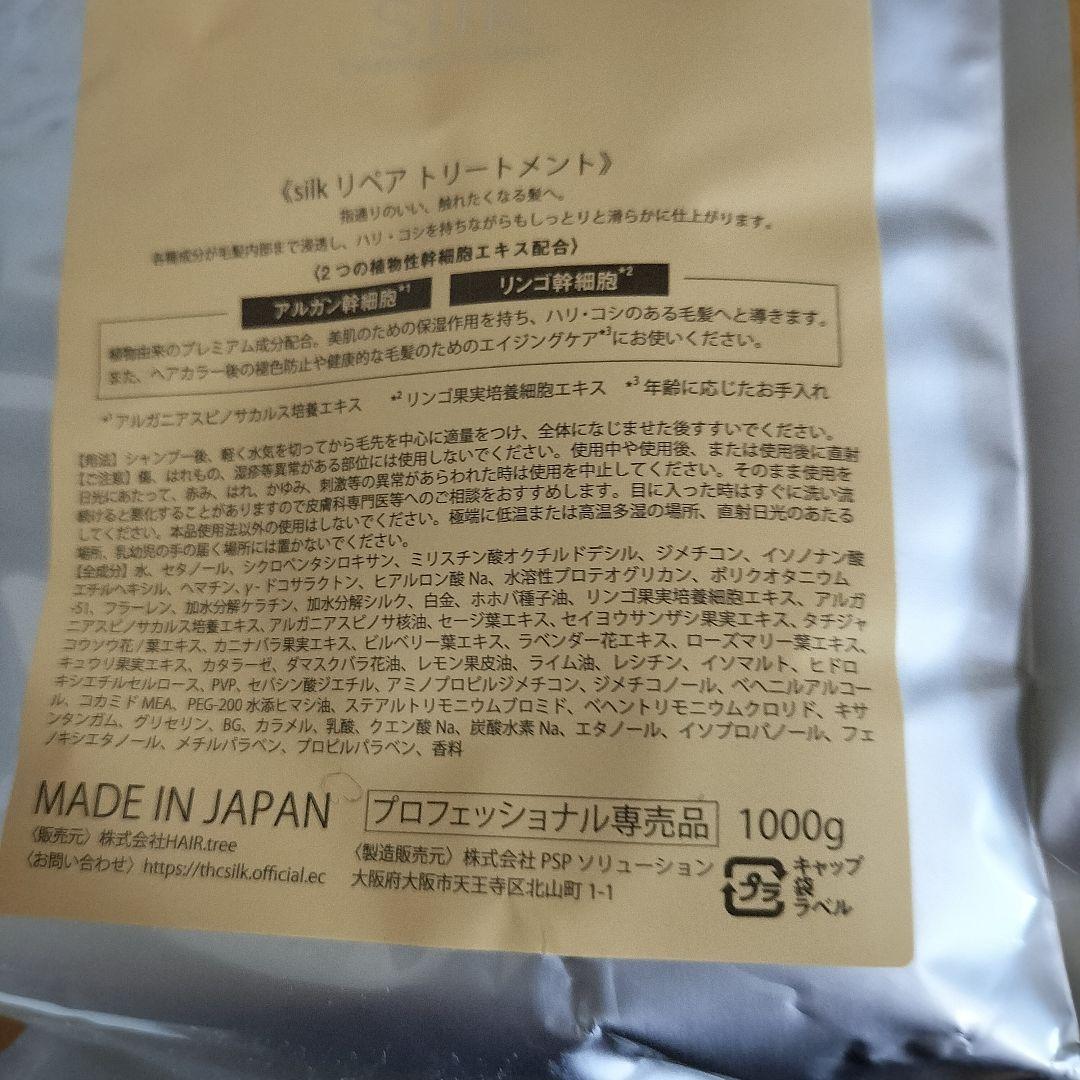 《silk リペア トリートメント》
指通りのいい、触れたくなる髪へ。
各種成分が毛髪内部まで浸透し、ハリ・コシを持ちながらもしっとりと滑らかに仕上がります。
〈2つの植物性幹細胞エキス配合〉
アルガン幹細胞*1 リンゴ幹細胞*2
植物由来のプレミアム成分配合。美肌のための保湿作用を持ち、ハリ・コシのある毛髪へと導きます。
また、ヘアカラー後の褪色防止や健康的な毛髪のためのエイジングケア*3にお使いください。
*1 アルガニアスピノサカルス培養エキス *2 リンゴ果実培養細胞エキス *3 年齢に応じたお手入れ
【用法】シャンプー後、軽く水気を切ってから毛先を中心に適量をつけ、全体になじませた後すすいでください。
【ご注意】傷、はれもの、湿疹等異常がある部位には使用しないでください。使用中や使用後、または使用後に直射
日光にあたって、赤み、はれ、かゆみ、刺激等の異常があらわれた時は使用を中止してください。そのまま使用を
続けると悪化することがありますので皮膚科専門医等へのご相談をおすすめします。目に入った時はすぐに洗い流
してください。本品使用法以外の使用はしないでください。極端に低温または高温多湿の場所、直射日光のあたる
場所、乳幼児の手の届く場所には置かないでください。
【全成分】水、セタノール、シクロペンタシロキサン、ミリスチン酸オクチルドデシル、ジメチコン、イソノナン酸
エチルヘキシル、ヘマチン、γ-ドコサラクトン、ヒアルロン酸Na、水溶性プロテオグリカン、ポリクオタニウム
-51、フラーレン、加水分解ケラチン、加水分解シルク、白金、ホホバ種子油、リンゴ果実培養細胞エキス、アルガ
ニアスピノサカルス培養エキス、アルガニアスピノサ核油、セージ葉エキス、セイヨウサンザシ果実エキス、タチジャ
コウソウ花/葉エキス、カニナバラ果実エキス、ビルベリー葉エキス、ラベンダー花エキス、ローズマリー葉エキス、
キュウリ果実エキス、カタラーゼ、ダマスクバラ花油、レモン果皮油、ライム油、レシチン、イソマルト、ヒドロ
キシエチルセルロース、PVP、セバシン酸ジエチル、アミノプロピルジメチコン、ジメチコノール、ベヘニルアルコー
ル、コカミドMEA、PEG-200水添ヒマシ油、ステアルトリモニウムブロミド、ベヘントリモニウムクロリド、キサ
ンタンガム、グリセリン、BG、カラメル、乳酸、クエン酸Na、炭酸水素Na、エタノール、イソプロパノール、フェ
ノキシエタノール、メチルパラベン、プロピルパラベン、香料
MADE IN JAPAN プロフェッショナル専売品 1000g
〈販売元〉株式会社HAIR.tree
〈お問い合わせ〉https://thcsilk.official.ec
〈製造販売元〉株式会社PSPソリューション
大阪府大阪市天王寺区北山町1-1
プラ
キャップ
袋
ラベル